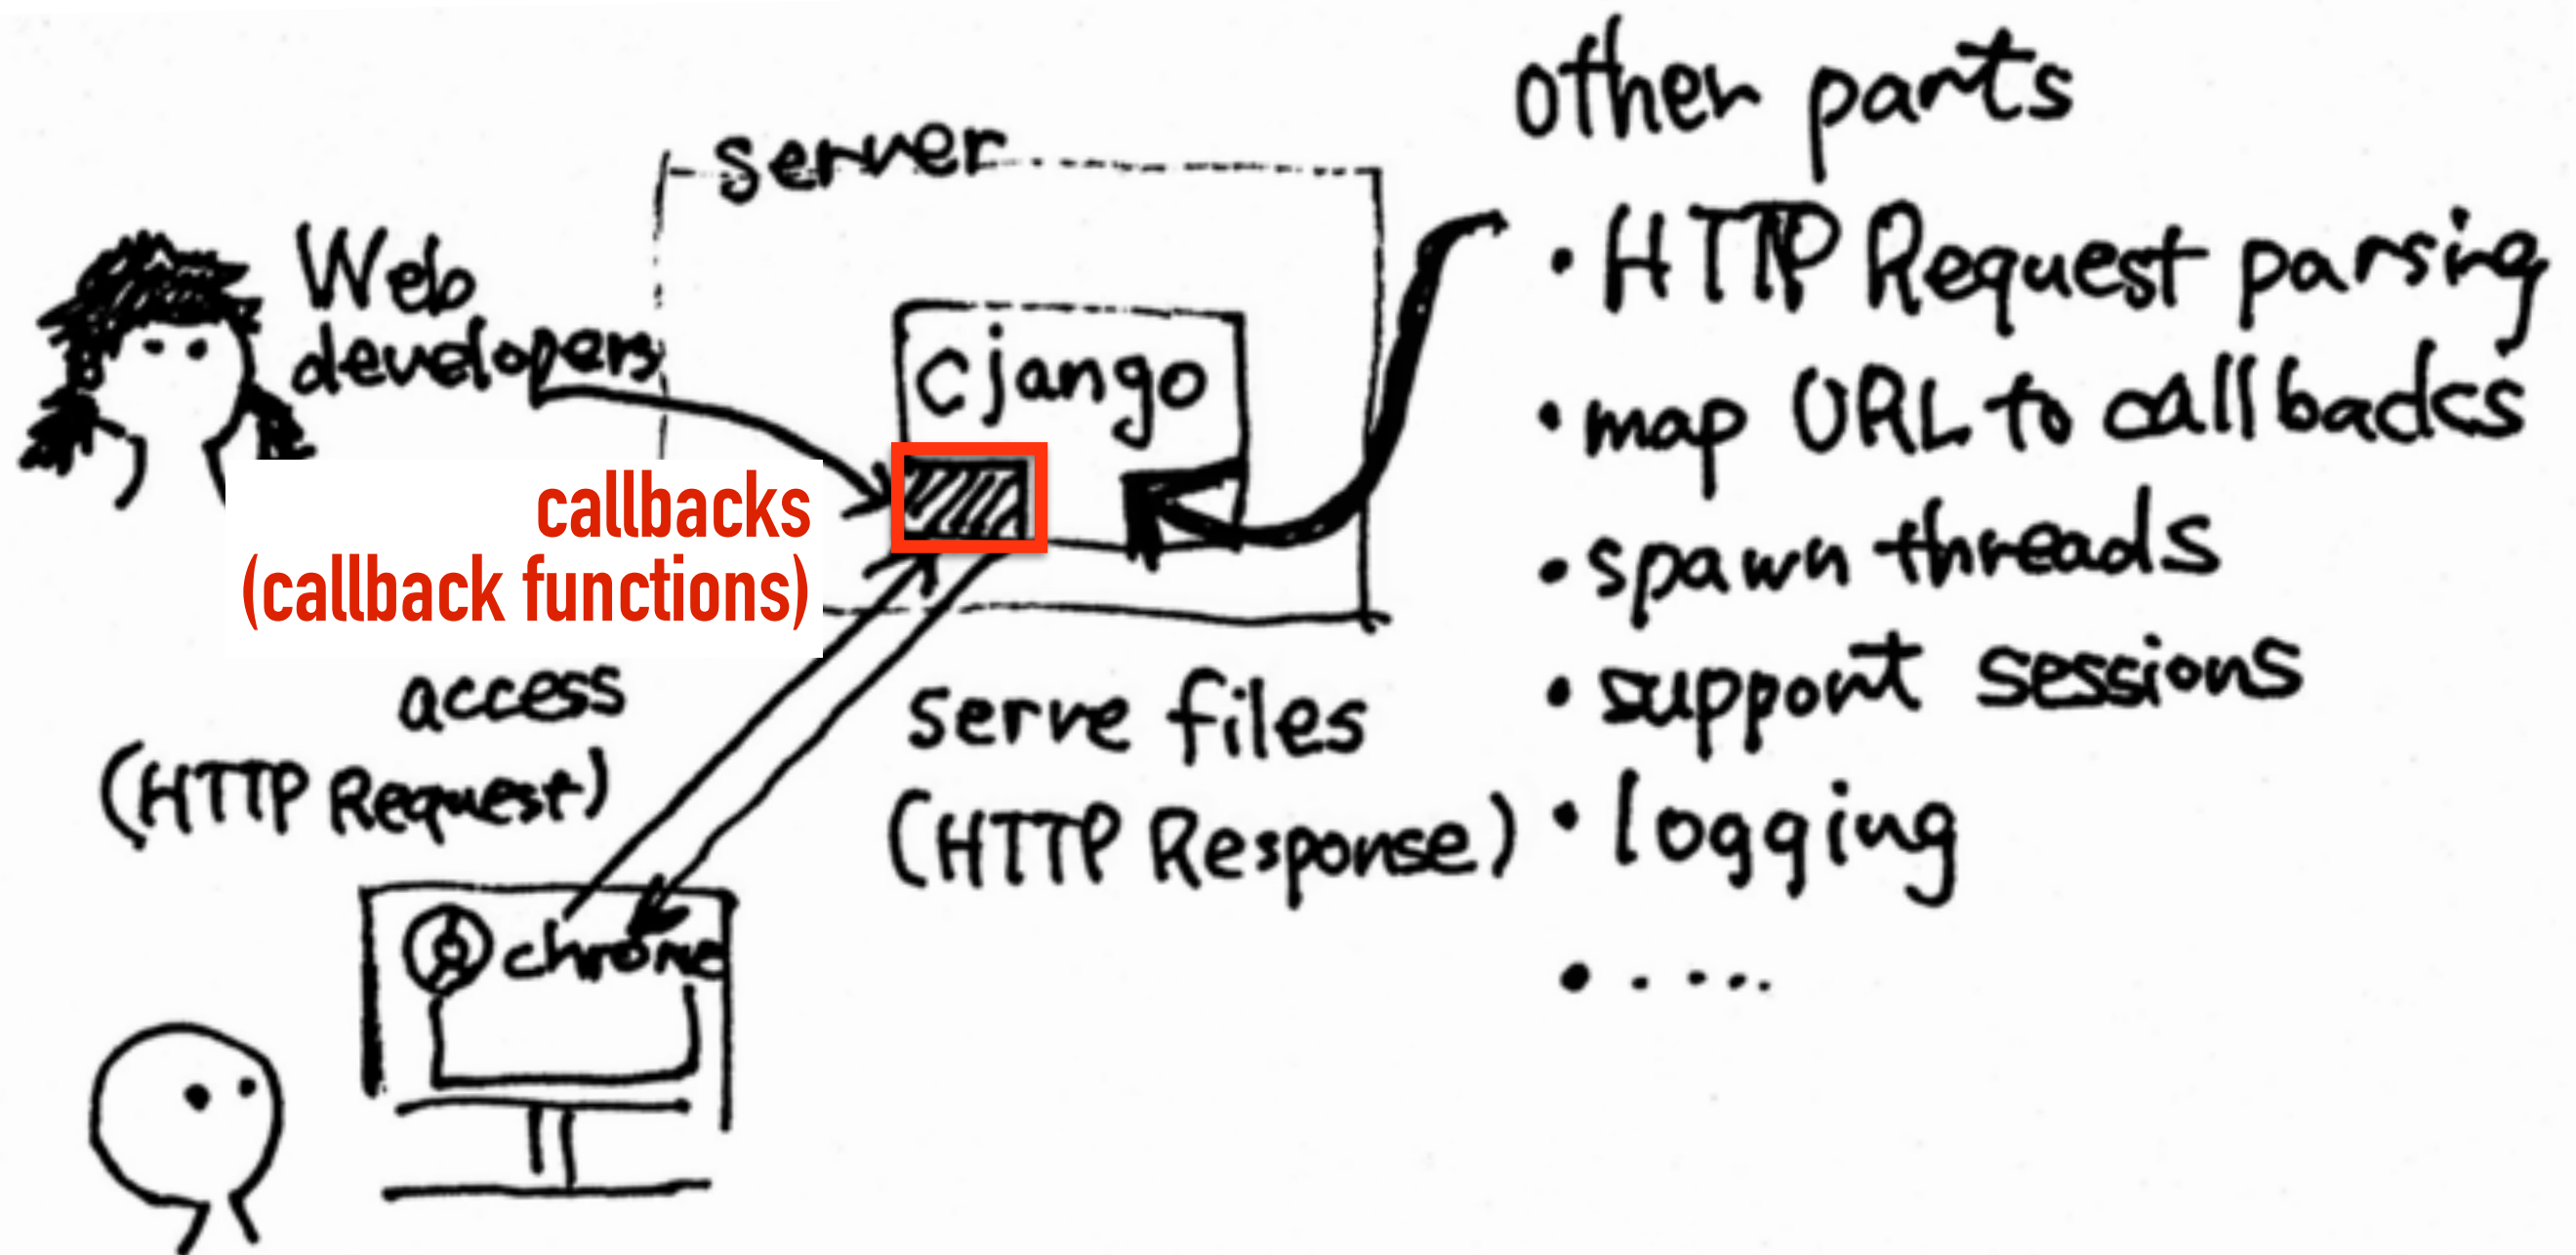 server
Web
developers
cjango
callbacks
(callback functions)
access
(HTTP Request)
serve files
(HTTP Response)
chrome
other parts
• HTTP Request parsing
• map URL to callbacks
• spawn threads
• support sessions
• logging
• .....